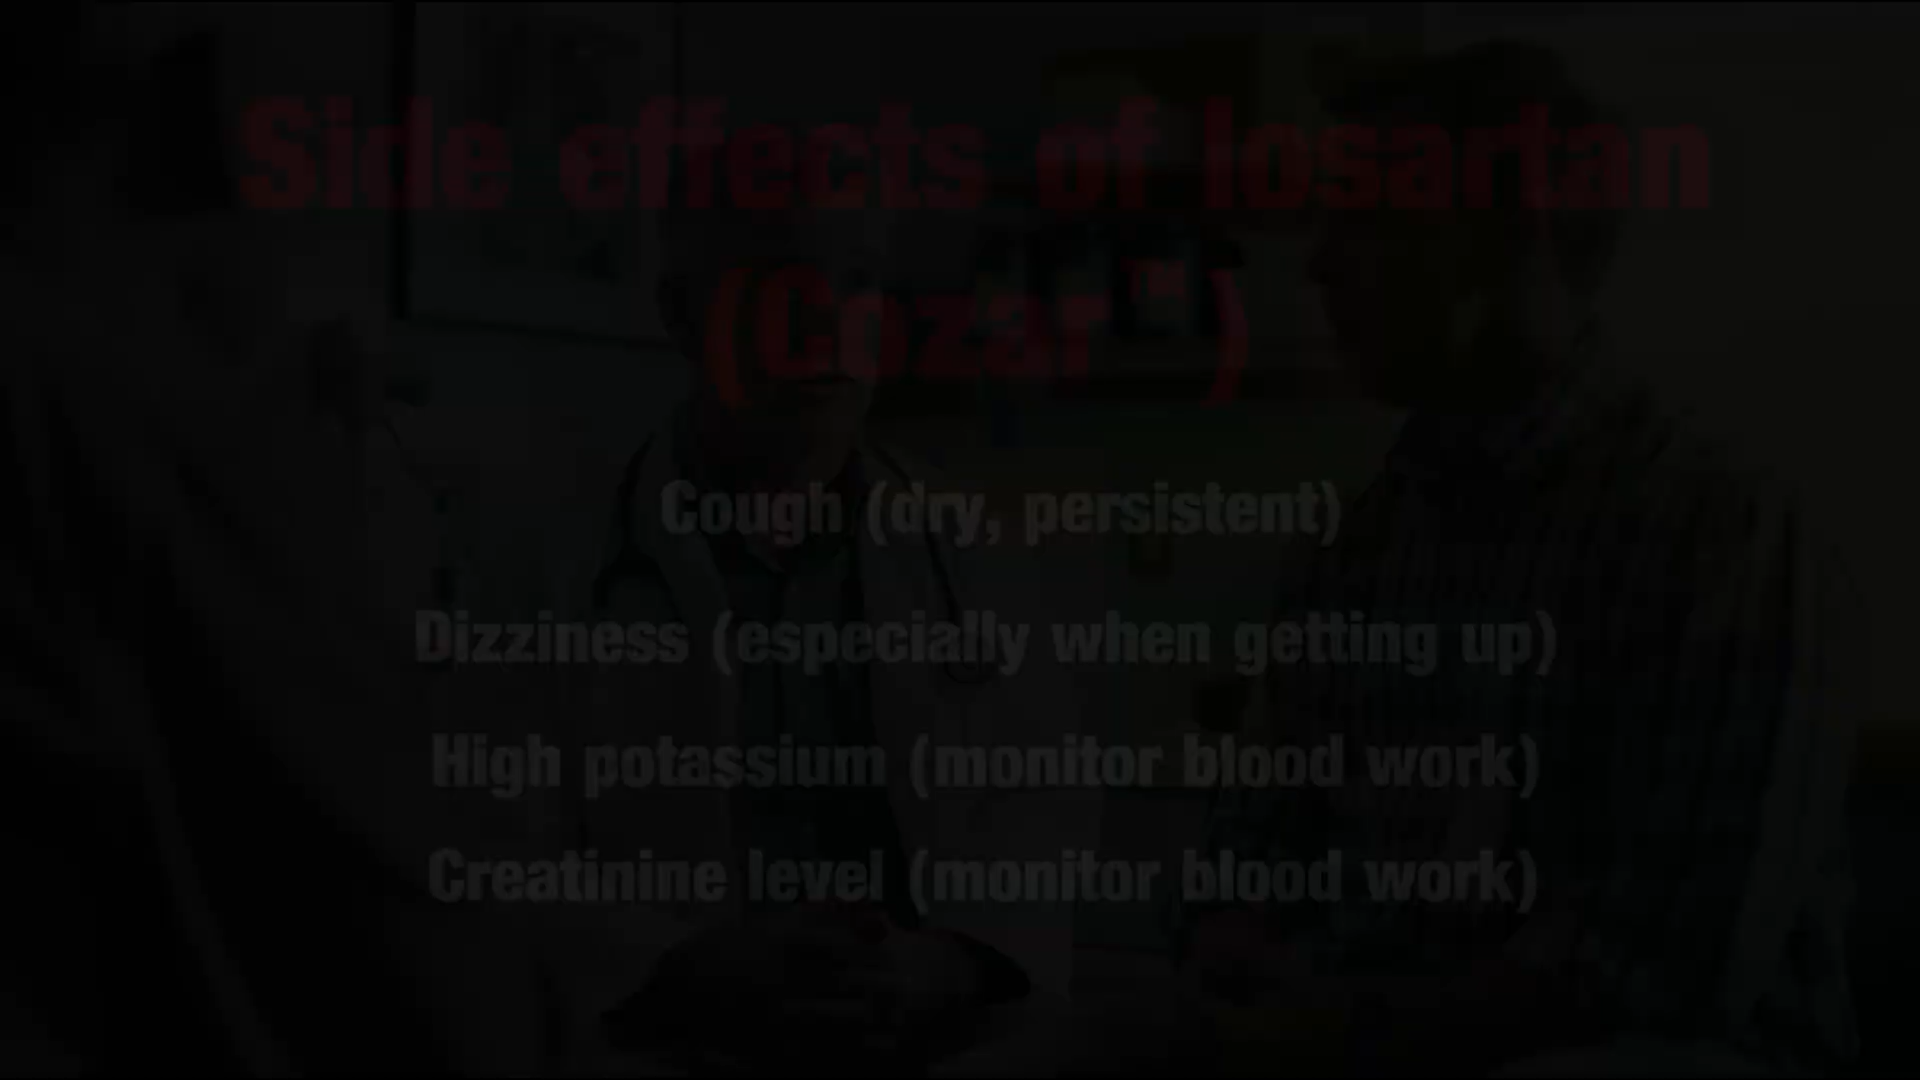 Side effects of losartan
(Cozar™)
Cough (dry, persistent)
Dizziness (especially when getting up)
High potassium (monitor blood work)
Creatinine level (monitor blood work)